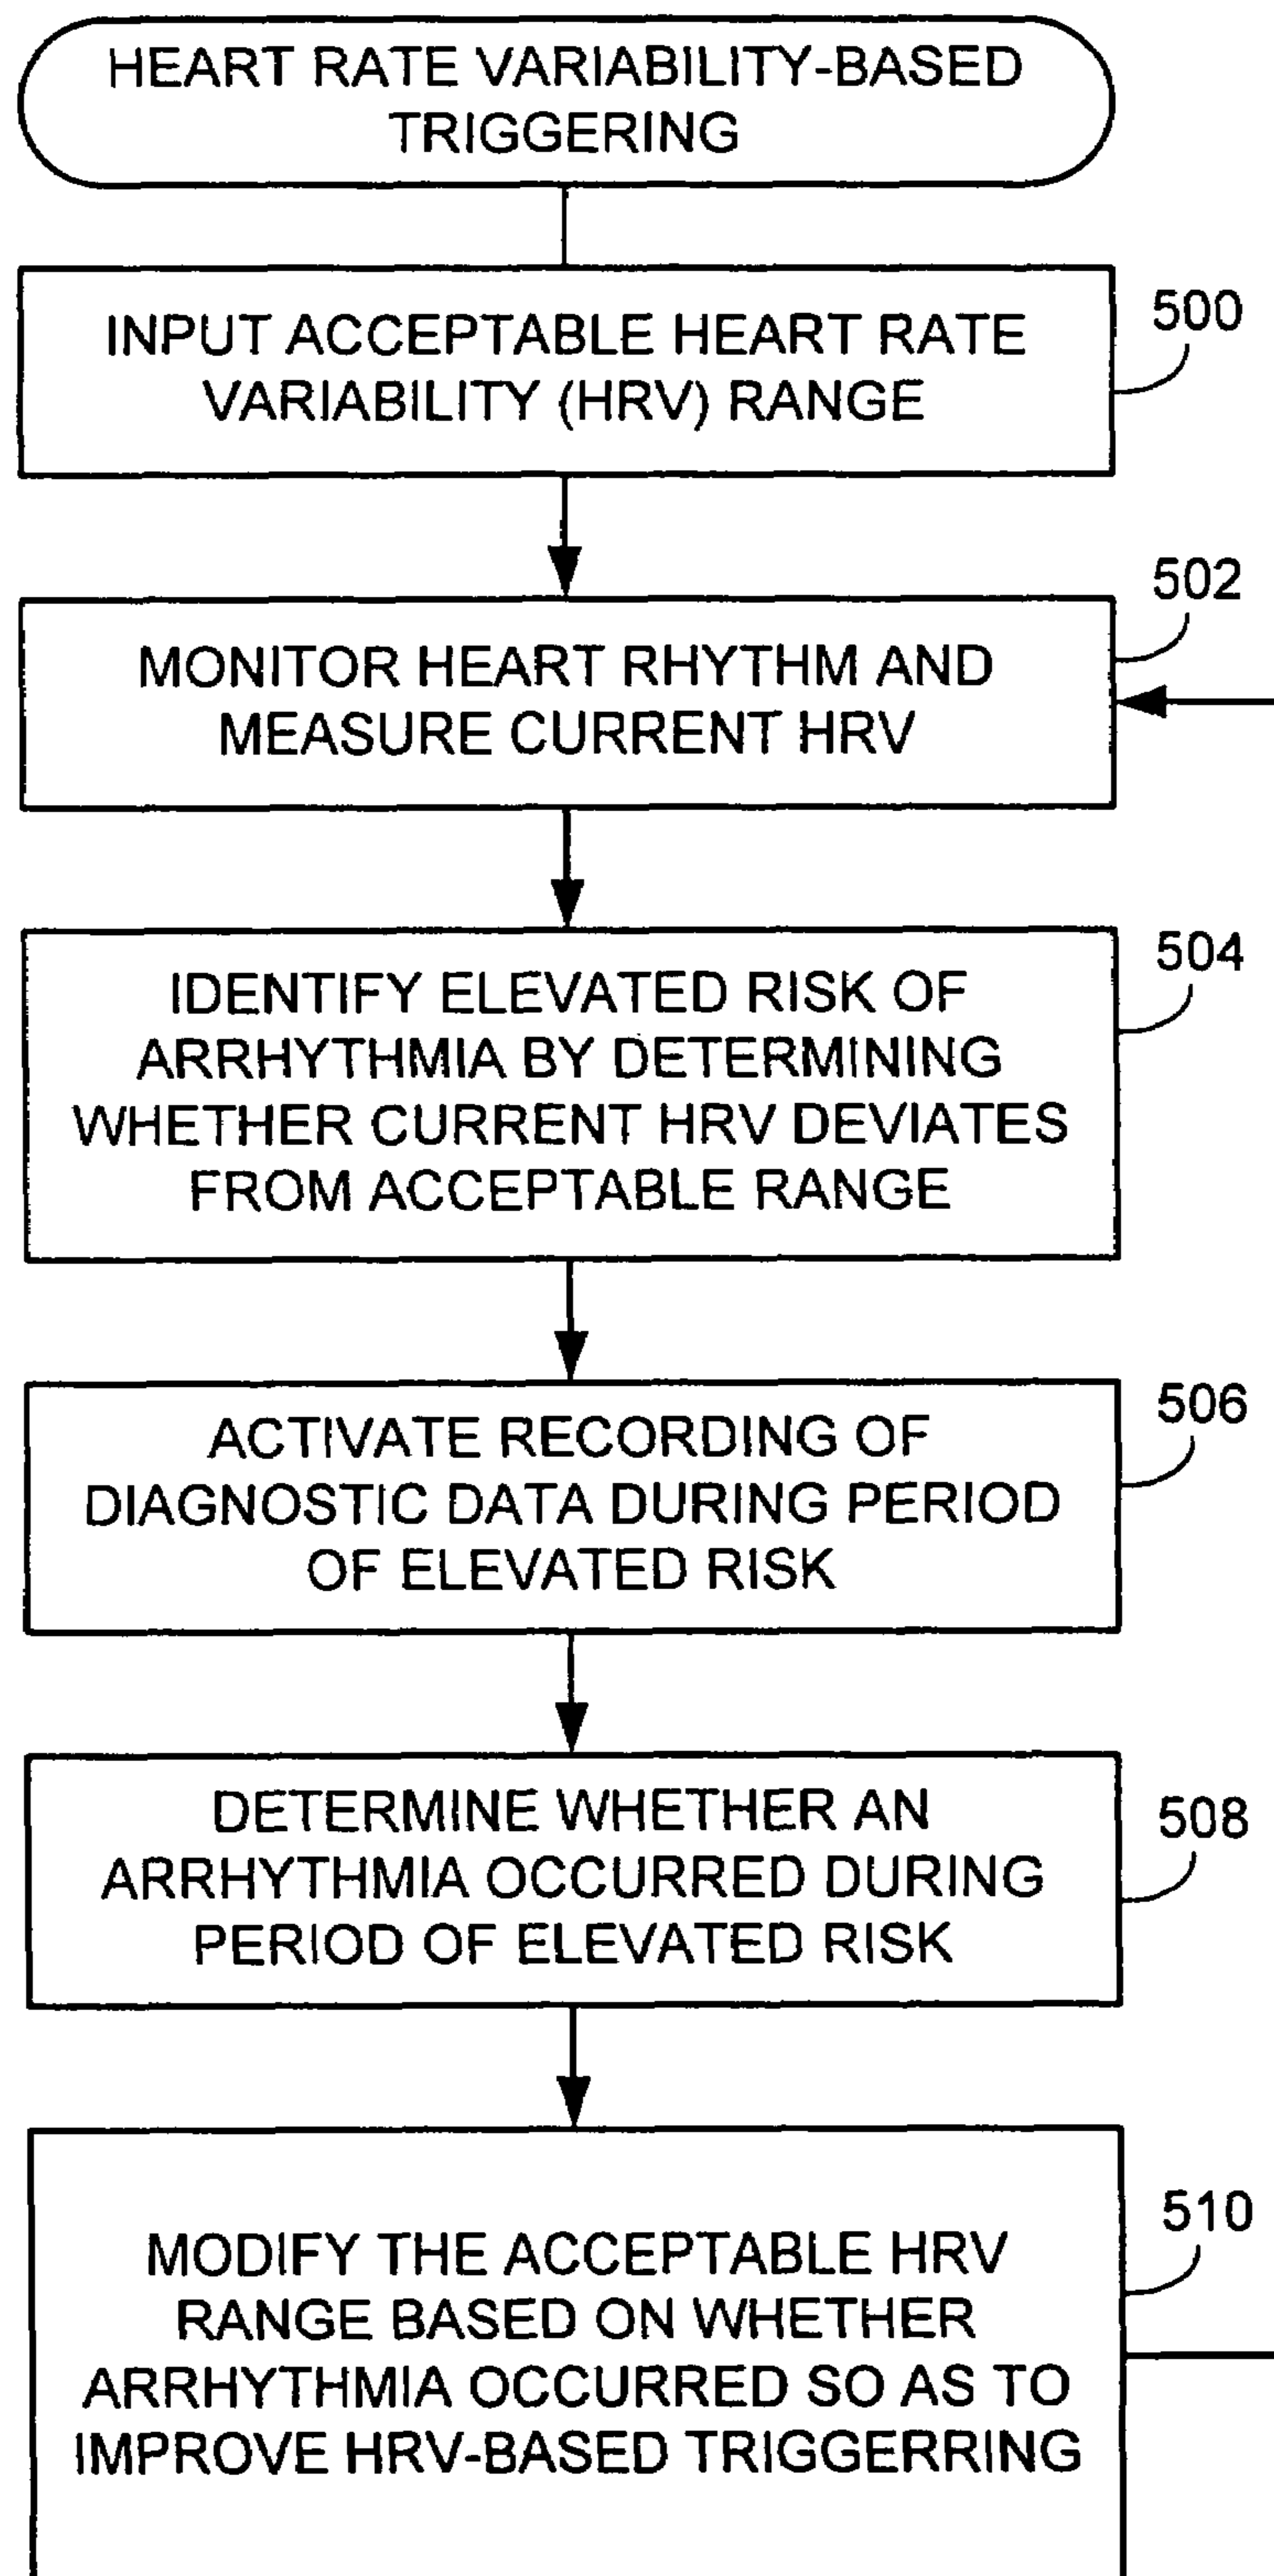 HEART RATE VARIABILITY-BASED
TRIGGERING
INPUT ACCEPTABLE HEART RATE
VARIABILITY (HRV) RANGE
500
MONITOR HEART RHYTHM AND
MEASURE CURRENT HRV
502
IDENTIFY ELEVATED RISK OF
ARRHYTHMIA BY DETERMINING
WHETHER CURRENT HRV DEVIATES
FROM ACCEPTABLE RANGE
504
ACTIVATE RECORDING OF
DIAGNOSTIC DATA DURING PERIOD
OF ELEVATED RISK
506
DETERMINE WHETHER AN
ARRHYTHMIA OCCURRED DURING
PERIOD OF ELEVATED RISK
508
MODIFY THE ACCEPTABLE HRV
RANGE BASED ON WHETHER
ARRHYTHMIA OCCURRED SO AS TO
IMPROVE HRV-BASED TRIGGERRING
510